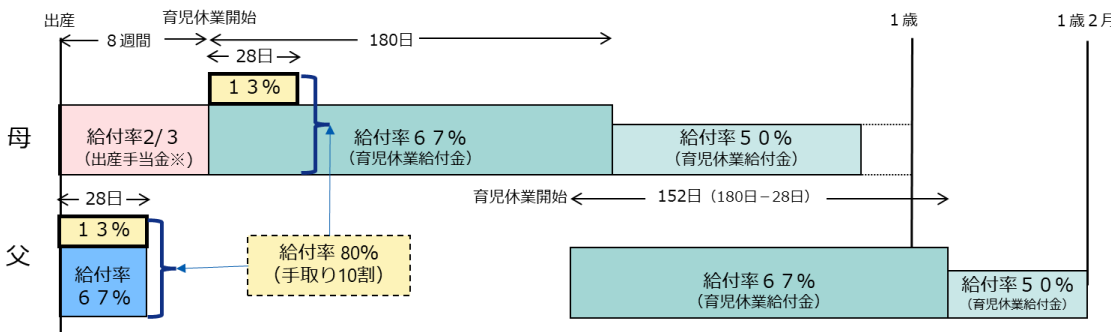 出産
育児休業開始
1歳
1歳2月
8週間
180日
28日
13%
母
給付率2/3
(出産手当金※)
給付率67%
(育児休業給付金)
給付率50%
(育児休業給付金)
28日
育児休業開始
152日(180日-28日)
13%
父
給付率
67%
給付率 80%
(手取り10割)
給付率67%
(育児休業給付金)
給付率50%
(育児休業給付金)